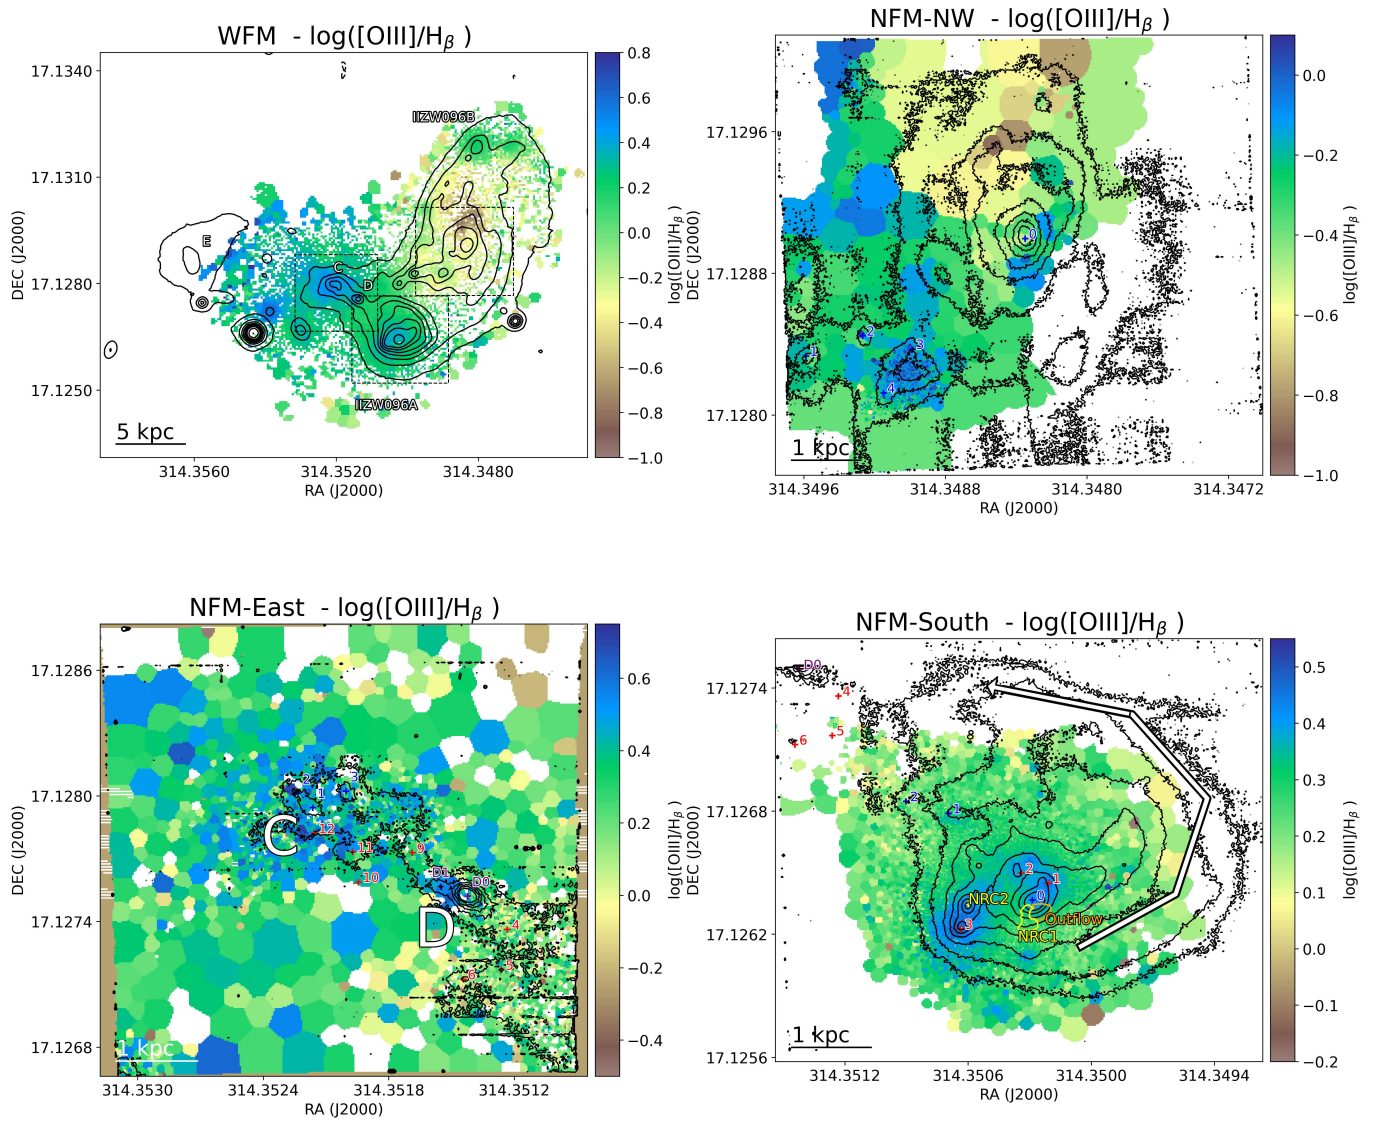 WFM - log([OIII]/Hβ )
17.1340
17.1310
17.1280
17.1250
DEC (J2000)
IIZW096B
E
C
D
IIZW096A
5 kpc
314.3560
314.3520
314.3480
RA (J2000)
0.8
0.6
0.4
0.2
0.0
−0.2
−0.4
−0.6
−0.8
−1.0
log([OIII]/Hβ )
NFM-NW - log([OIII]/Hβ )
17.1296
17.1288
17.1280
DEC (J2000)
0
2
1
3
4
1 kpc
314.3496
314.3488
314.3480
314.3472
RA (J2000)
0.0
−0.2
−0.4
−0.6
−0.8
−1.0
log([OIII]/Hβ )
NFM-East - log([OIII]/Hβ )
17.1286
17.1280
17.1274
17.1268
DEC (J2000)
2
3
1
12
C
11
9
10
D1
D0
D
4
5
6
1 kpc
314.3530
314.3524
314.3518
314.3512
RA (J2000)
0.6
0.4
0.2
0.0
−0.2
−0.4
log([OIII]/Hβ )
NFM-South - log([OIII]/Hβ )
17.1274
17.1268
17.1262
17.1256
DEC (J2000)
D0
4
5
6
2
1
2
1
0
NRC2
Outflow
3
NRC1
1 kpc
314.3512
314.3506
314.3500
314.3494
RA (J2000)
0.5
0.4
0.3
0.2
0.1
0.0
−0.1
−0.2
log([OIII]/Hβ )